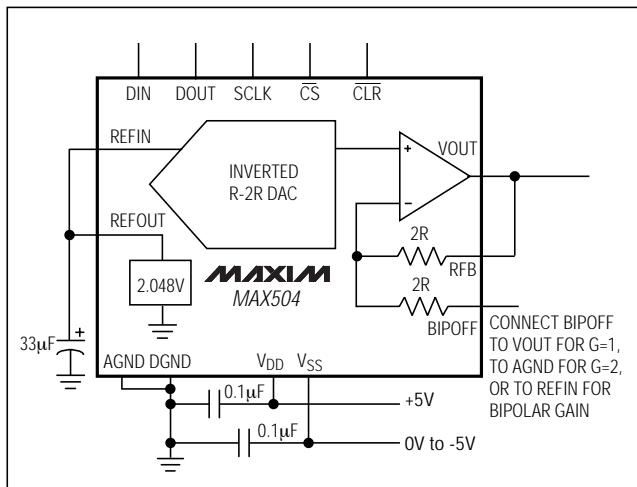 DIN DOUT SCLK CS CLR
REFIN
VOUT
INVERTED
R-2R DAC
+
−
REFOUT
2R
RFB
2.048V
MAXIM
MAX504
2R
BIPOFF
33µF
+
CONNECT BIPOFF
TO VOUT FOR G=1,
TO AGND FOR G=2,
OR TO REFIN FOR
BIPOLAR GAIN
AGND DGND VDD VSS
0.1µF
+5V
0.1µF
0V to -5V